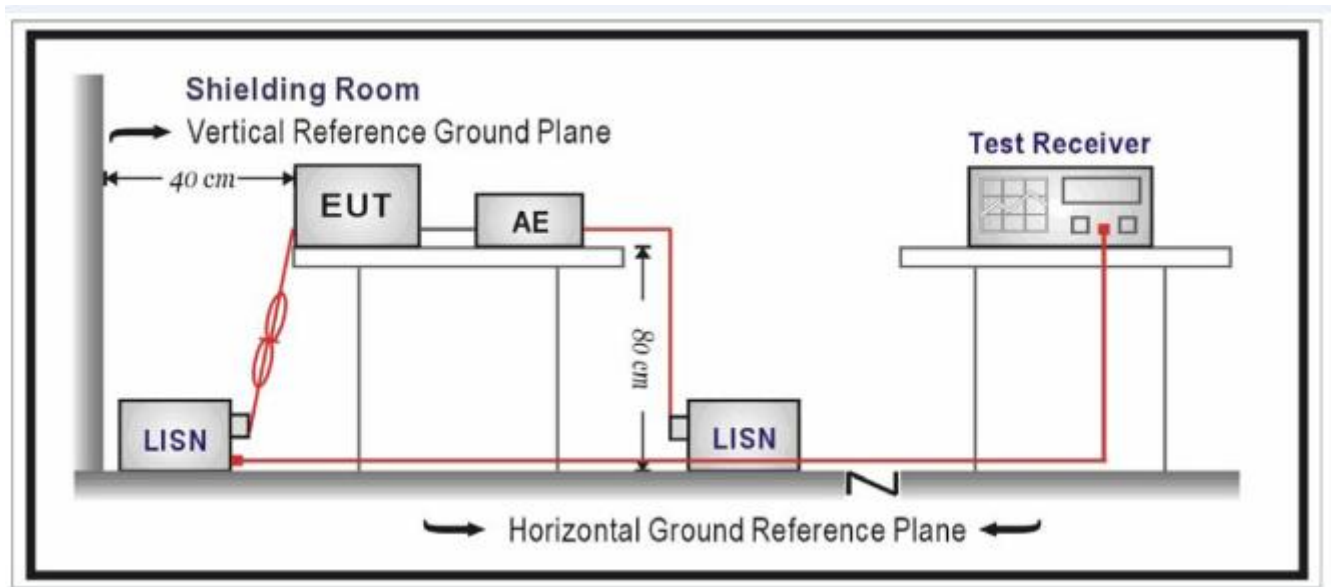 Shielding Room
Vertical Reference Ground Plane
Test Receiver
40 cm
EUT
AE
80 cm
LISN
LISN
Horizontal Ground Reference Plane